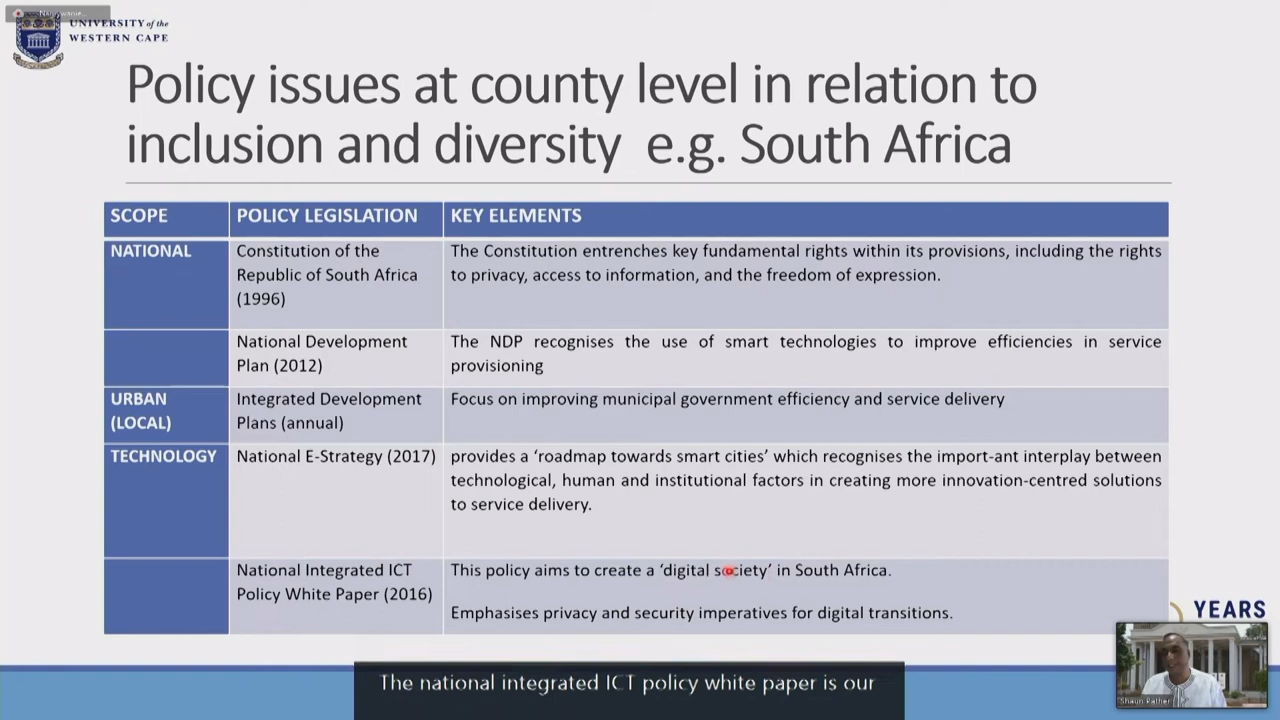 UNIVERSITY of the
WESTERN CAPE
Policy issues at county level in relation to
inclusion and diversity e.g. South Africa
SCOPE
POLICY LEGISLATION
KEY ELEMENTS
NATIONAL
Constitution of the
Republic of South Africa
(1996)
The Constitution entrenches key fundamental rights within its provisions, including the rights
to privacy, access to information, and the freedom of expression.
National Development
Plan (2012)
The NDP recognises the use of smart technologies to improve efficiencies in service
provisioning
URBAN
(LOCAL)
Integrated Development
Plans (annual)
Focus on improving municipal government efficiency and service delivery
TECHNOLOGY
National E-Strategy (2017)
provides a ‘roadmap towards smart cities’ which recognises the import-ant interplay between
technological, human and institutional factors in creating more innovation-centred solutions
to service delivery.
National Integrated ICT
Policy White Paper (2016)
This policy aims to create a ‘digital society’ in South Africa.
Emphasises privacy and security imperatives for digital transitions.
YEARS
Shaun Pather
The national integrated ICT policy white paper is our